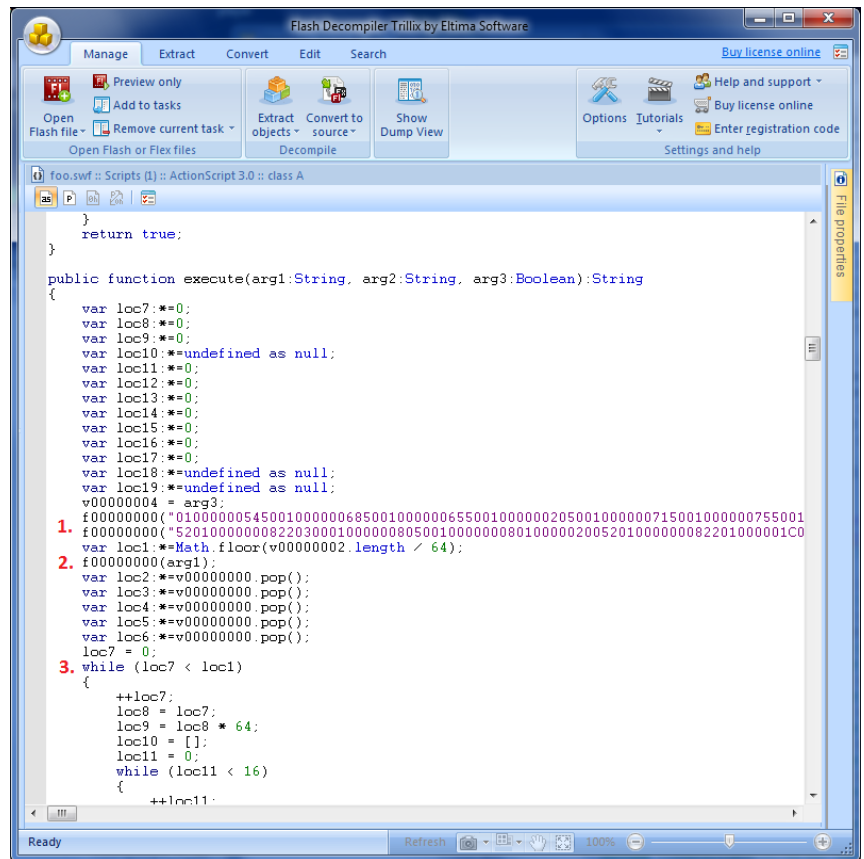 Flash Decompiler Trillix by Eltima Software
Manage Extract Convert Edit Search Buy license online
Preview only
Add to tasks
Remove current task
Open
Flash file
Open Flash or Flex files
Extract
objects
Convert to
source
Decompile
Show
Dump View
Options Tutorials
Help and support
Buy license online
Enter registration code
Settings and help
foo.swf :: Scripts (1) :: ActionScript 3.0 :: class A
as P
File properties
}
return true;
}
public function execute(arg1:String, arg2:String, arg3:Boolean):String
{
var loc7:*=0;
var loc8:*=0;
var loc9:*=0;
var loc10:*=undefined as null;
var loc11:*=0;
var loc12:*=0;
var loc13:*=0;
var loc14:*=0;
var loc15:*=0;
var loc16:*=0;
var loc17:*=0;
var loc18:*=undefined as null;
var loc19:*=undefined as null;
v00000004 = arg3;
1.
f00000000("01000000545001000000685001000000655001000000205001000000715001000000755001
f00000000("520100000008220300010000008050010000000801000002005201000000082201000001C0
var loc1:*=Math.floor(v00000002.length / 64);
2. f00000000(arg1);
var loc2:*=v00000000.pop();
var loc3:*=v00000000.pop();
var loc4:*=v00000000.pop();
var loc5:*=v00000000.pop();
var loc6:*=v00000000.pop();
loc7 = 0;
3. while (loc7 < loc1)
{
++loc7;
loc8 = loc7;
loc9 = loc8 * 64;
loc10 = [];
loc11 = 0;
while (loc11 < 16)
{
++loc11;
Ready Refresh 100%